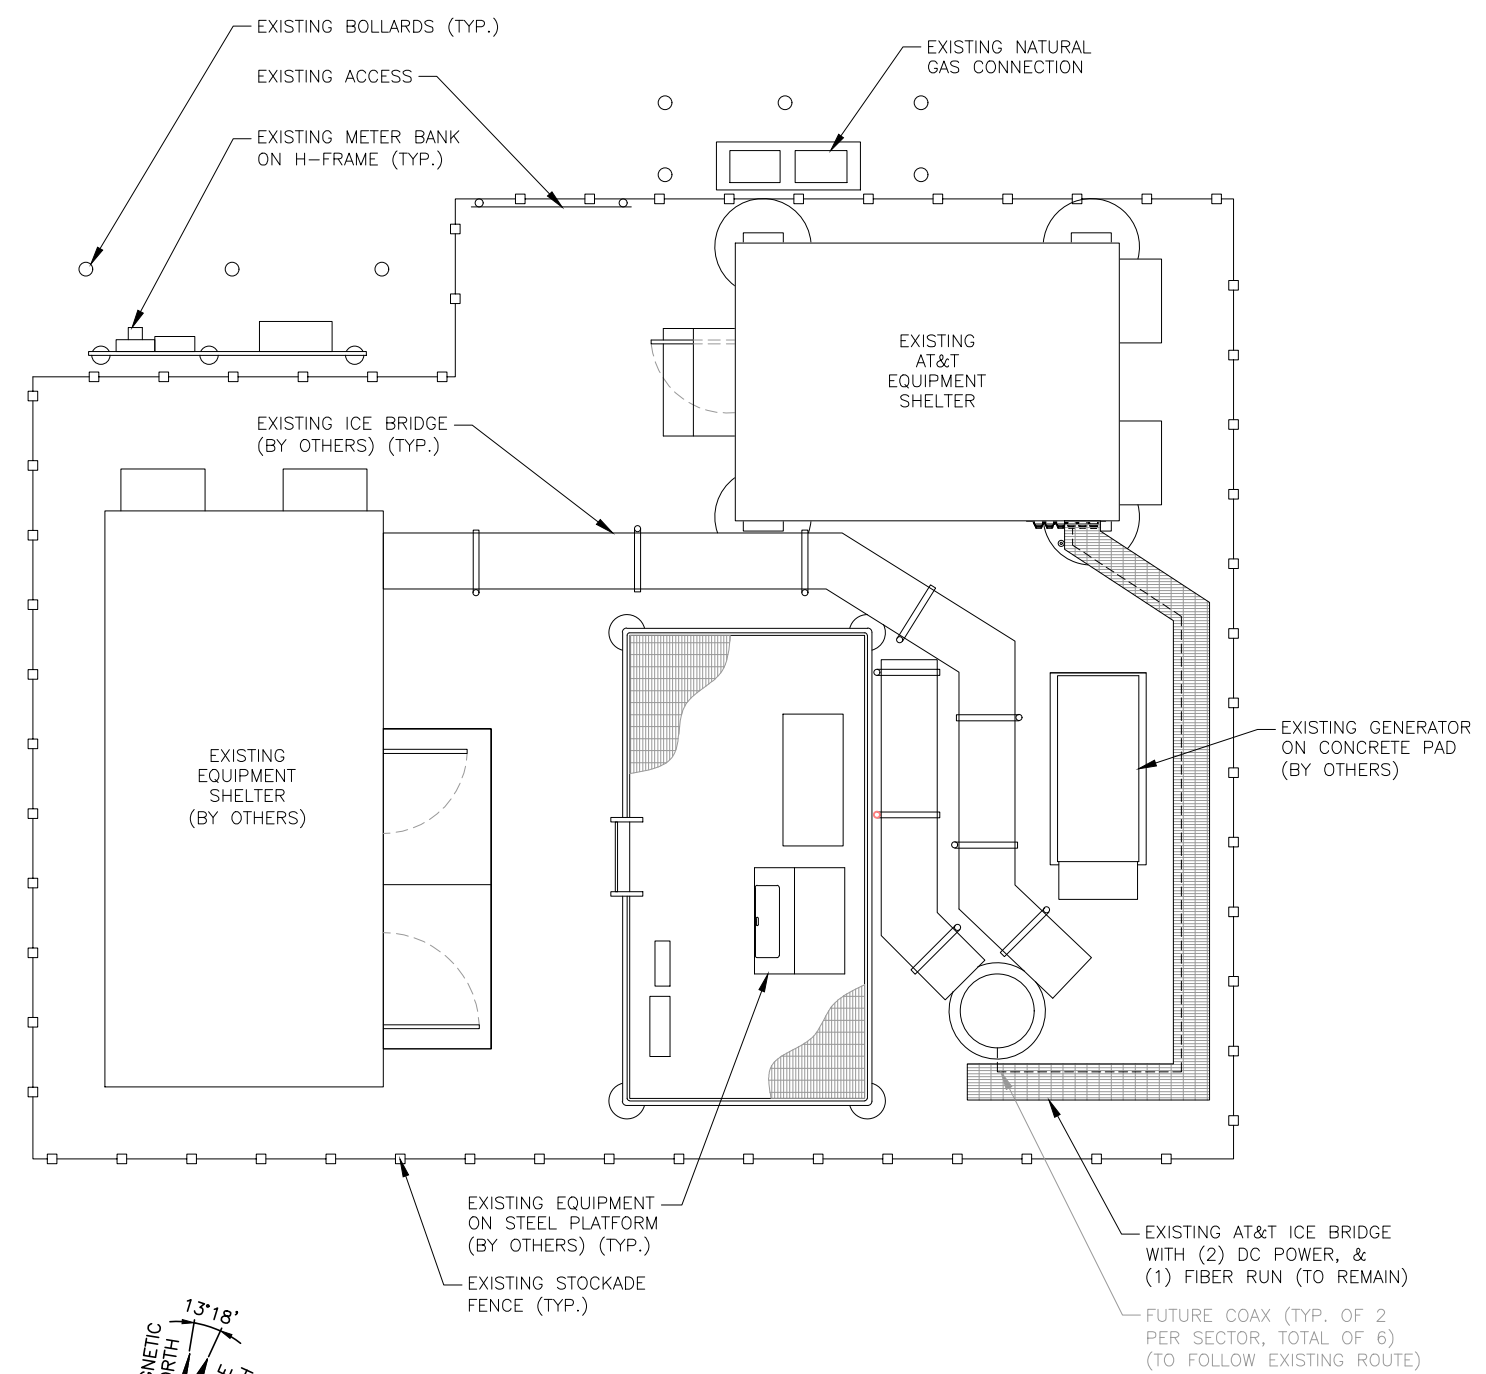 EXISTING BOLLARDS (TYP.)
EXISTING ACCESS
EXISTING METER BANK
ON H-FRAME (TYP.)
EXISTING NATURAL
GAS CONNECTION
EXISTING
AT&T
EQUIPMENT
SHELTER
EXISTING ICE BRIDGE
(BY OTHERS) (TYP.)
EXISTING
EQUIPMENT
SHELTER
(BY OTHERS)
EXISTING GENERATOR
ON CONCRETE PAD
(BY OTHERS)
EXISTING EQUIPMENT
ON STEEL PLATFORM
(BY OTHERS) (TYP.)
EXISTING STOCKADE
FENCE (TYP.)
EXISTING AT&T ICE BRIDGE
WITH (2) DC POWER, &
(1) FIBER RUN (TO REMAIN)
FUTURE COAX (TYP. OF 2
PER SECTOR, TOTAL OF 6)
(TO FOLLOW EXISTING ROUTE)
13°18'